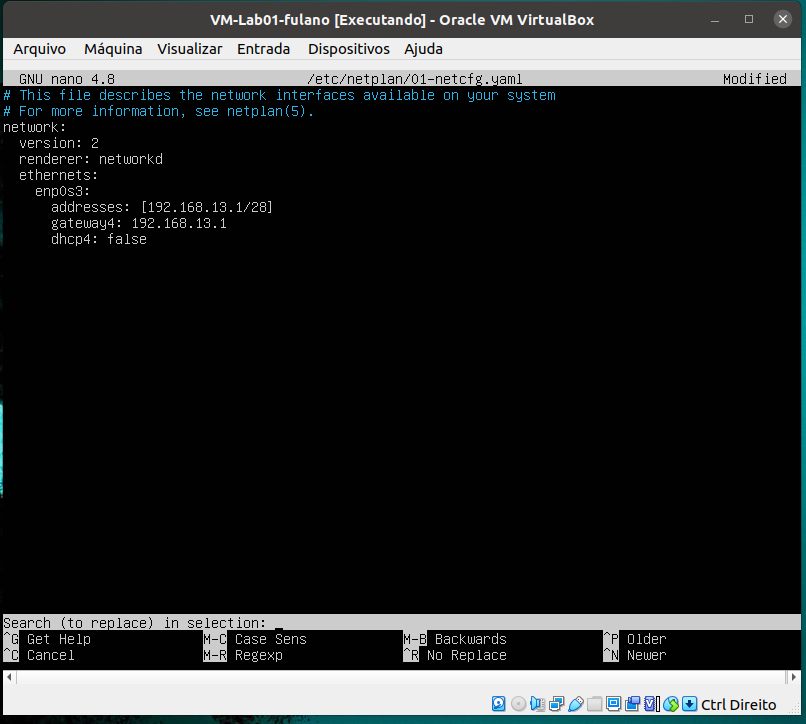 VM-Lab01-fulano [Executando] - Oracle VM VirtualBox
Arquivo Máquina Visualizar Entrada Dispositivos Ajuda
GNU nano 4.8 /etc/netplan/01-netcfg.yaml Modified
# This file describes the network interfaces available on your system
# For more information, see netplan(5).
network:
  version: 2
  renderer: networkd
  ethernets:
    enp0s3:
      addresses: [192.168.13.1/28]
      gateway4: 192.168.13.1
      dhcp4: false
Search (to replace) in selection: _
^G Get Help M-C Case Sens M-B Backwards ^P Older
^C Cancel M-R Regexp ^R No Replace ^N Newer
Ctrl Direito